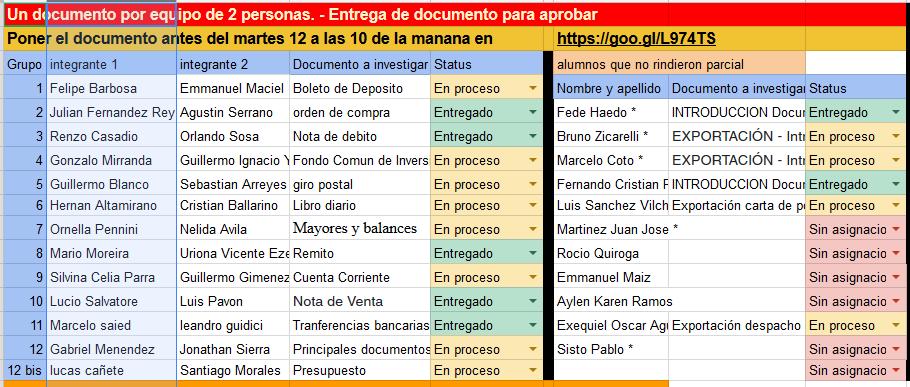 Un documento por equipo de 2 personas. - Entrega de documento para aprobar
Poner el documento antes del martes 12 a las 10 de la manana en https://goo.gl/L974TS
Grupo integrante 1 integrante 2 Documento a investigar Status alumnos que no rindieron parcial
1 Felipe Barbosa Emmanuel Maciel Boleto de Deposito En proceso Nombre y apellido Documento a investiga Status
2 Julian Fernandez Rey Agustin Serrano orden de compra Entregado Fede Haedo * INTRODUCCION Docu Entregado
3 Renzo Casadio Orlando Sosa Nota de debito Entregado Bruno Zicarelli * EXPORTACIÓN - Int En proceso
4 Gonzalo Mirranda Guillermo Ignacio Fondo Comun de Invers En proceso Marcelo Coto * EXPORTACIÓN - Int En proceso
5 Guillermo Blanco Sebastian Arreyes giro postal Entregado Fernando Cristian INTRODUCCION Docu Entregado
6 Hernan Altamirano Cristian Ballarino Libro diario En proceso Luis Sanchez Vilch Exportación carta de p En proceso
7 Ornella Pennini Nelida Avila Mayores y balances En proceso Martinez Juan Jose * Sin asignacio
8 Mario Moreira Uriona Vicente Eze Remito Entregado Rocio Quiroga Sin asignacio
9 Silvina Celia Parra Guillermo Gimenez Cuenta Corriente En proceso Emmanuel Maiz Sin asignacio
10 Lucio Salvatore Luis Pavon Nota de Venta Entregado Aylen Karen Ramos Sin asignacio
11 Marcelo saied leandro guidici Tranferencias bancarias Entregado Exequiel Oscar Agu Exportación despacho En proceso
12 Gabriel Menendez Jonathan Sierra Principales documentos En proceso Sisto Pablo * Sin asignacio
12 bis lucas cañete Santiago Morales Presupuesto En proceso Sin asignacio